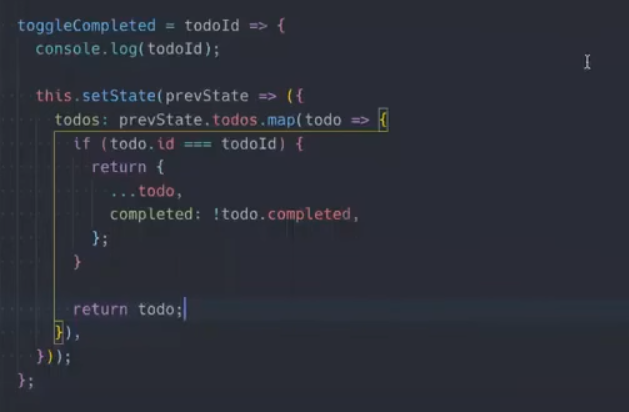 toggleCompleted = todoId => {
  console.log(todoId);

  this.setState(prevState => ({
    todos: prevState.todos.map(todo => {
      if (todo.id === todoId) {
        return {
          ...todo,
          completed: !todo.completed,
        };
      }

      return todo;
    }),
  }));
};